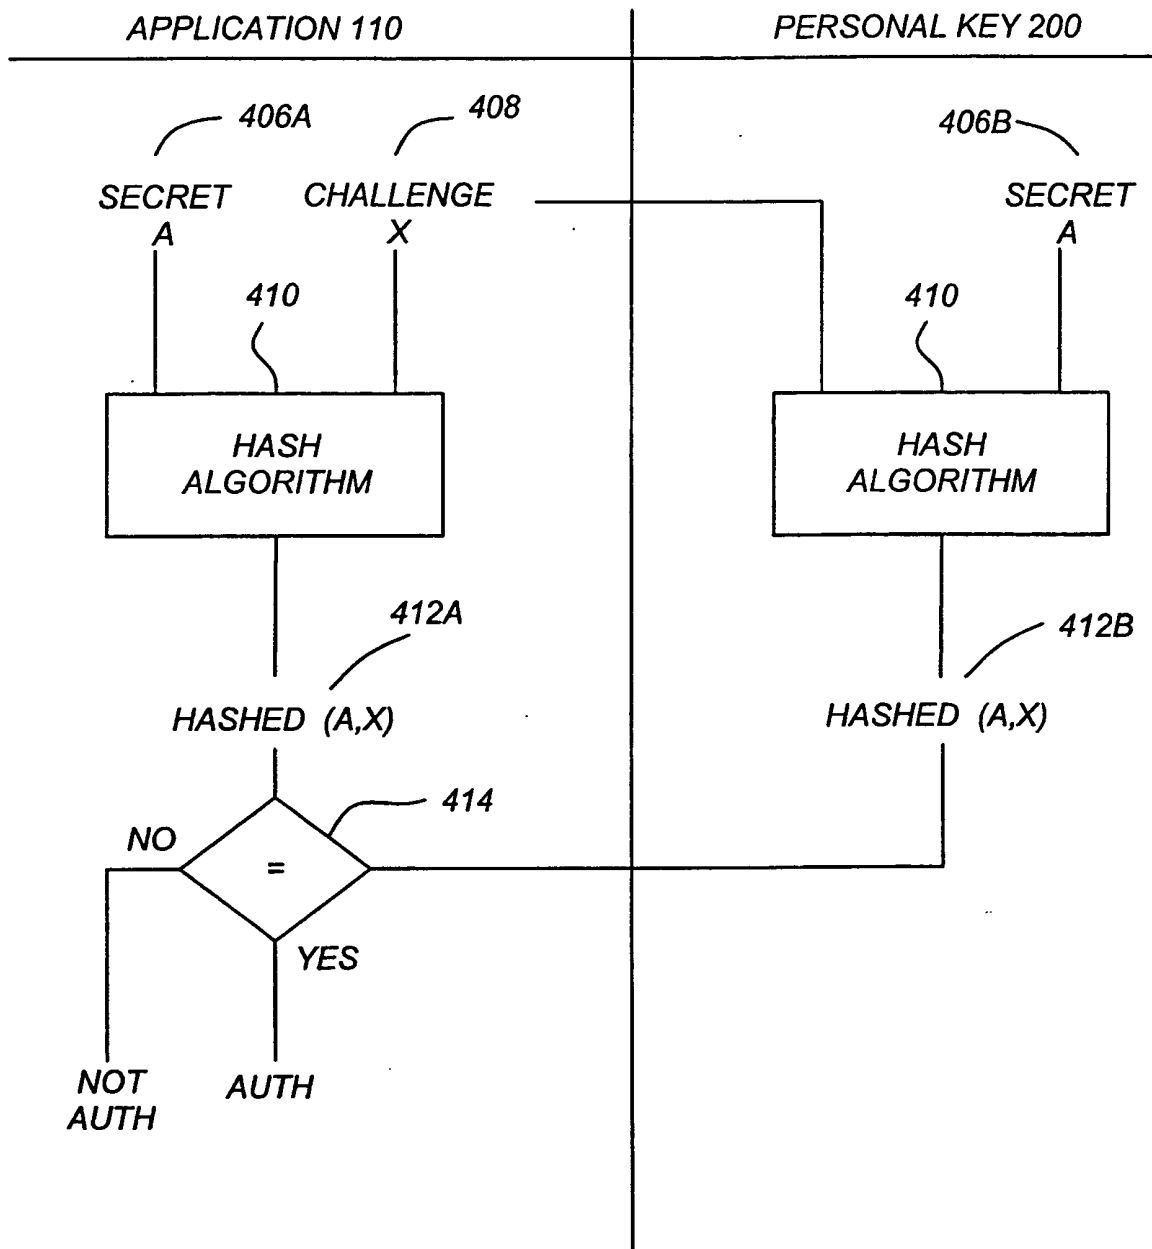 APPLICATION 110
PERSONAL KEY 200
406A
408
406B
SECRET
A
CHALLENGE
X
SECRET
A
410
410
HASH
ALGORITHM
HASH
ALGORITHM
412A
412B
HASHED (A,X)
HASHED (A,X)
414
NO
=
YES
NOT
AUTH
AUTH